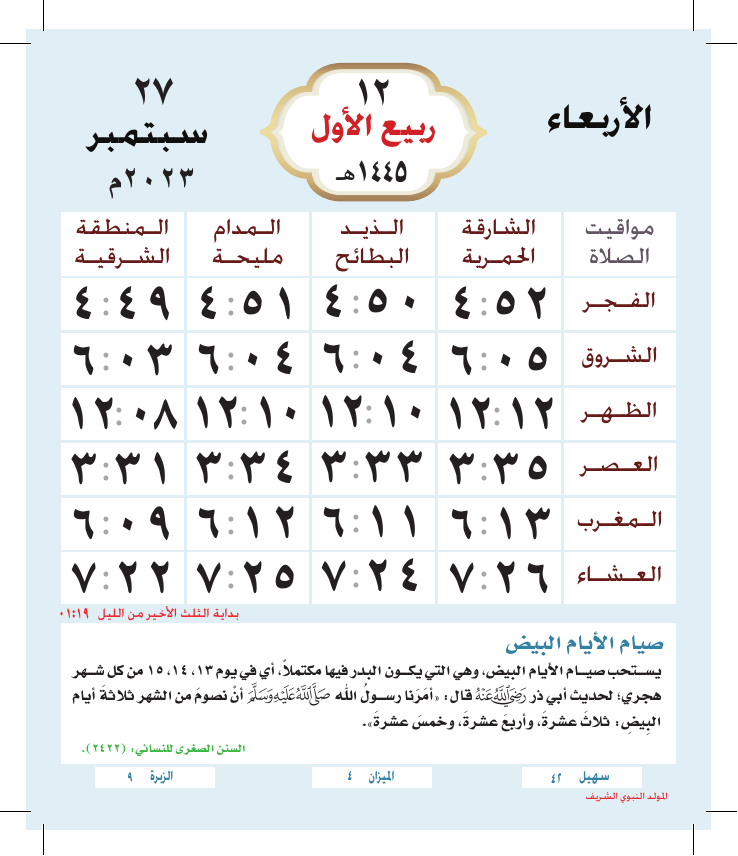 الأربعاء
١٢
ربيع الأول
١٤٤٥هـ
٢٧
سبتمبر
٢٠٢٣م
مواقيت الصلاة | الشارقة الحمرية | الذيد البطائح | المدام مليحة | المنطقة الشرقية
الفجر ٤:٥٢ ٤:٥٠ ٤:٥١ ٤:٤٩
الشروق ٦:٠٥ ٦:٠٤ ٦:٠٤ ٦:٠٣
الظهر ١٢:١٢ ١٢:١٠ ١٢:١٠ ١٢:٠٨
العصر ٣:٣٥ ٣:٣٣ ٣:٣٤ ٣:٣١
المغرب ٦:١٣ ٦:١١ ٦:١٢ ٦:٠٩
العشاء ٧:٢٦ ٧:٢٤ ٧:٢٥ ٧:٢٢
بداية الثلث الأخير من الليل ٠١:١٩
صيام الأيام البيض
يستحب صيام الأيام البيض، وهي التي يكون البدر فيها مكتملاً، أي في يوم ١٣، ١٤، ١٥ من كل شهر
هجري؛ لحديث أبي ذر رَضِيَ اللَّهُ عَنْهُ قال: «أمَرَنا رسولُ الله صَلَّى اللَّهُ عَلَيْهِ وَسَلَّمَ أنْ نصومَ من الشهر ثلاثةَ أيام
البِيضِ: ثلاثَ عشرةَ، وأربعَ عشرةَ، وخمسَ عشرةَ».
السنن الصغرى للنسائي: (٢٤٢٢).
سهيل ٤٢
الميزان ٤
الزبرة ٩
المولد النبوي الشريف